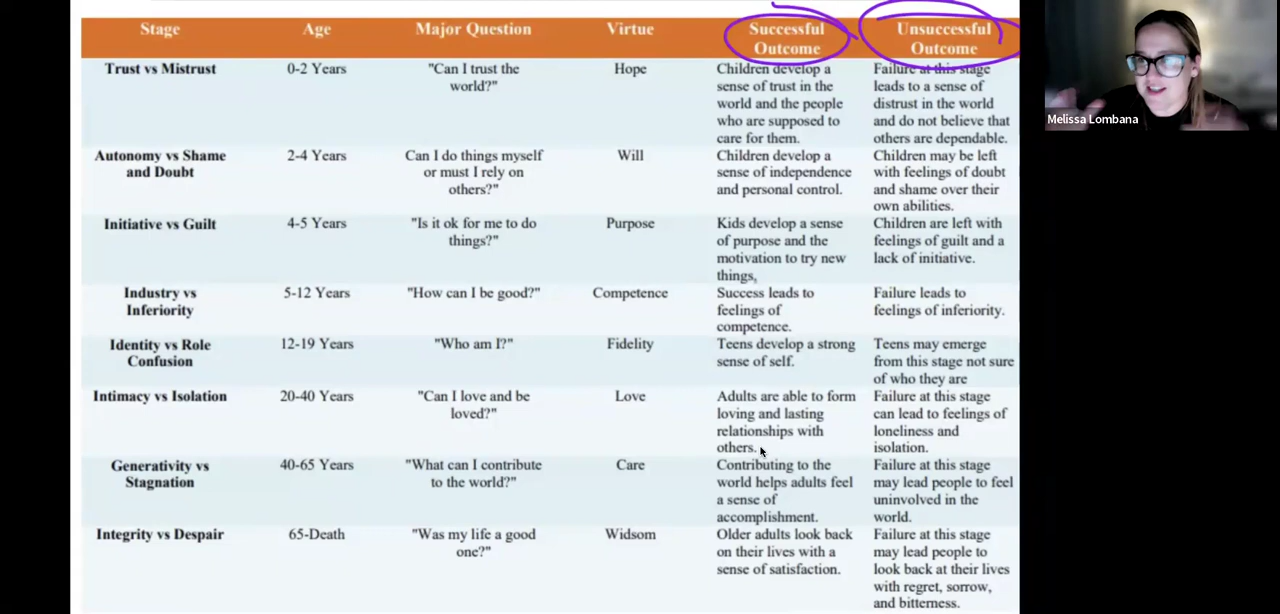 Stage Age Major Question Virtue Successful Unsuccessful
Outcome Outcome
Trust vs Mistrust 0-2 Years "Can I trust the Hope Children develop a Failure at this stage
world?" sense of trust in the leads to a sense of
world and the people distrust in the world
who are supposed to and do not believe that
care for them. others are dependable.
Autonomy vs Shame 2-4 Years Can I do things myself Will Children develop a Children may be left
and Doubt or must I rely on sense of independence with feelings of doubt
others?" and personal control. and shame over their
own abilities.
Initiative vs Guilt 4-5 Years "Is it ok for me to do Purpose Kids develop a sense Children are left with
things?" of purpose and the feelings of guilt and a
motivation to try new lack of initiative.
things,
Industry vs 5-12 Years "How can I be good?" Competence Success leads to Failure leads to
Inferiority feelings of feelings of inferiority.
competence.
Identity vs Role 12-19 Years "Who am I?" Fidelity Teens develop a strong Teens may emerge
Confusion sense of self. from this stage not sure
of who they are
Intimacy vs Isolation 20-40 Years "Can I love and be Love Adults are able to form Failure at this stage
loved?" loving and lasting can lead to feelings of
relationships with loneliness and
others. isolation.
Generativity vs 40-65 Years "What can I contribute Care Contributing to the Failure at this stage
Stagnation to the world?" world helps adults feel may lead people to feel
a sense of uninvolved in the
accomplishment. world.
Integrity vs Despair 65-Death "Was my life a good Widsom Older adults look back Failure at this stage
one?" on their lives with a may lead people to
sense of satisfaction. look back at their lives
with regret, sorrow,
and bitterness.
Melissa Lombana